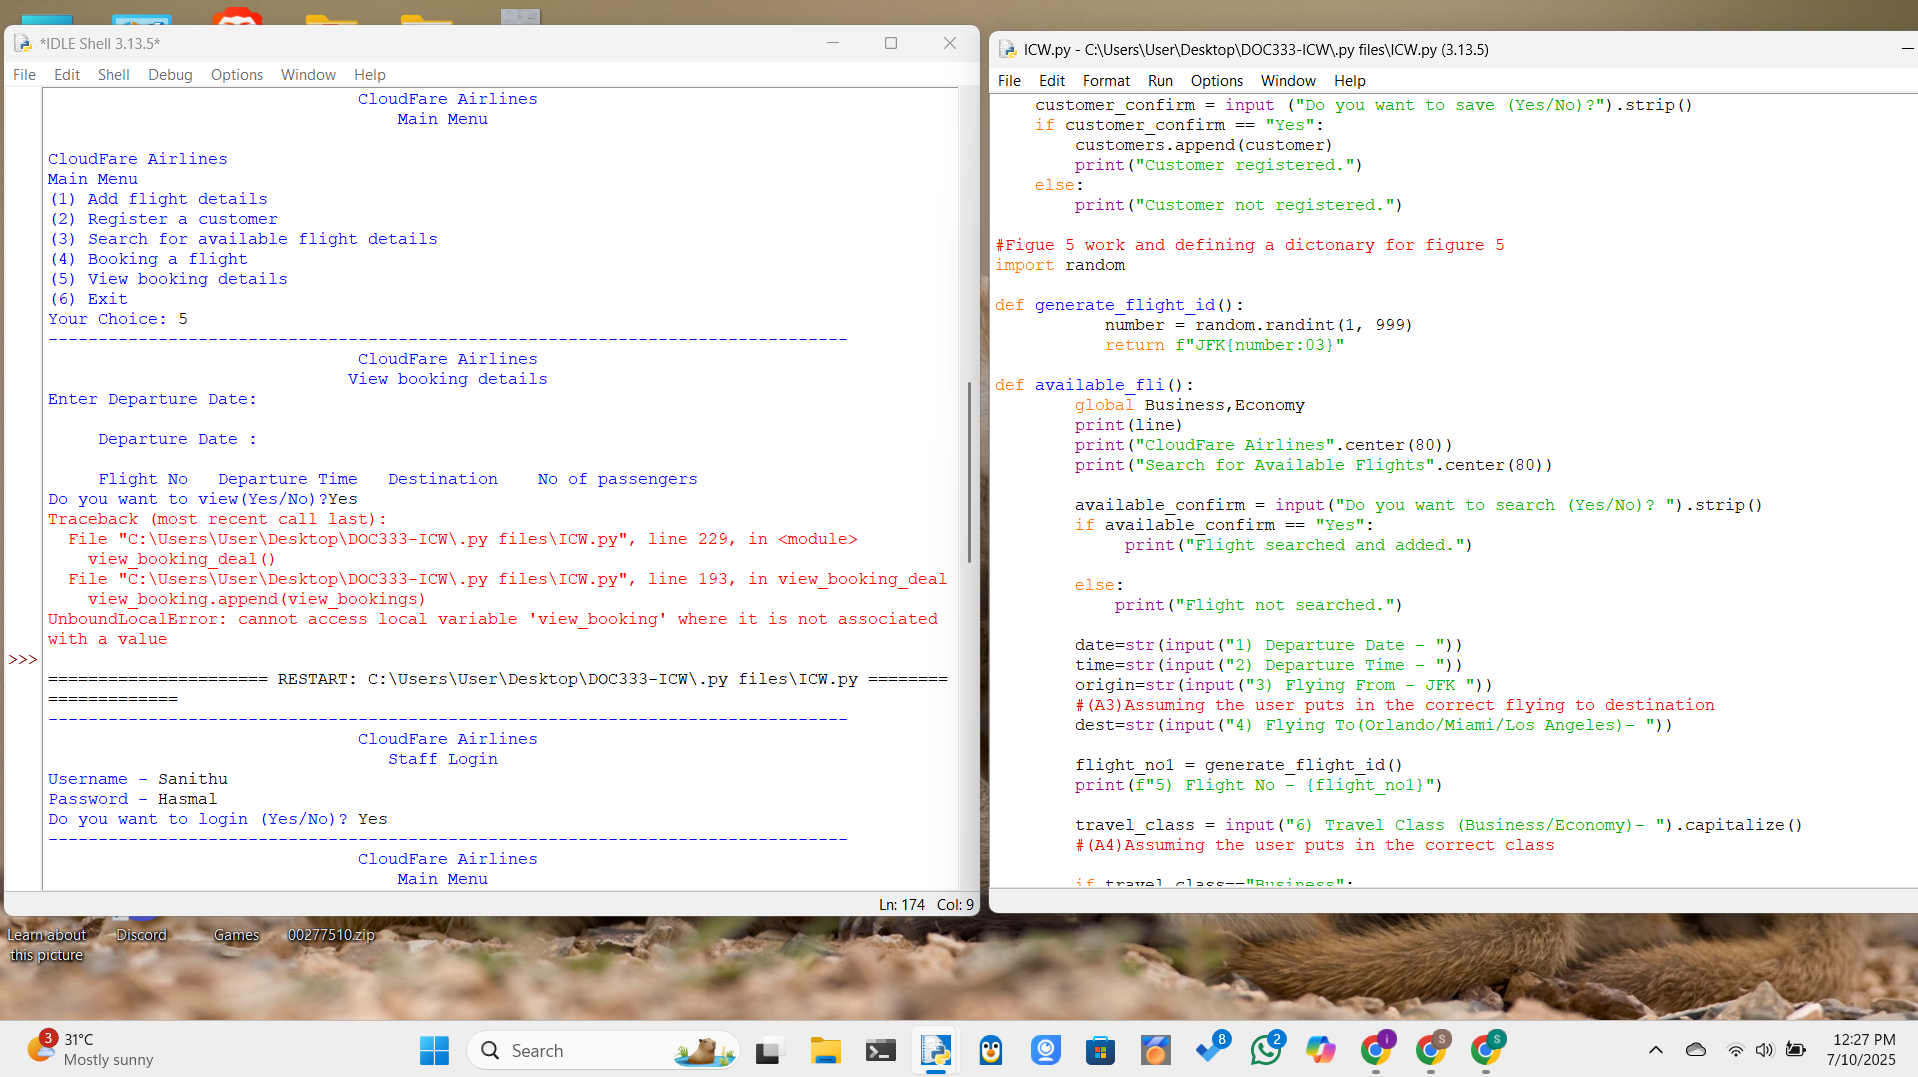 *IDLE Shell 3.13.5*
File Edit Shell Debug Options Window Help
CloudFare Airlines
Main Menu
CloudFare Airlines
Main Menu
(1) Add flight details
(2) Register a customer
(3) Search for available flight details
(4) Booking a flight
(5) View booking details
(6) Exit
Your Choice: 5
--------------------------------------------------------------------------------
CloudFare Airlines
View booking details
Enter Departure Date:
Departure Date :
Flight No Departure Time Destination No of passengers
Do you want to view(Yes/No)?Yes
Traceback (most recent call last):
File "C:\Users\User\Desktop\DOC333-ICW\.py files\ICW.py", line 229, in <module>
view_booking_deal()
File "C:\Users\User\Desktop\DOC333-ICW\.py files\ICW.py", line 193, in view_booking_deal
view_booking.append(view_bookings)
UnboundLocalError: cannot access local variable 'view_booking' where it is not associated
with a value
>>>
====================== RESTART: C:\Users\User\Desktop\DOC333-ICW\.py files\ICW.py ========
=============
--------------------------------------------------------------------------------
CloudFare Airlines
Staff Login
Username - Sanithu
Password - Hasmal
Do you want to login (Yes/No)? Yes
--------------------------------------------------------------------------------
CloudFare Airlines
Main Menu
Ln: 174 Col: 9
ICW.py - C:\Users\User\Desktop\DOC333-ICW\.py files\ICW.py (3.13.5)
File Edit Format Run Options Window Help
customer_confirm = input ("Do you want to save (Yes/No)?").strip()
if customer_confirm == "Yes":
customers.append(customer)
print("Customer registered.")
else:
print("Customer not registered.")
#Figue 5 work and defining a dictonary for figure 5
import random
def generate_flight_id():
number = random.randint(1, 999)
return f"JFK{number:03}"
def available_fli():
global Business,Economy
print(line)
print("CloudFare Airlines".center(80))
print("Search for Available Flights".center(80))
available_confirm = input("Do you want to search (Yes/No)? ").strip()
if available_confirm == "Yes":
print("Flight searched and added.")
else:
print("Flight not searched.")
date=str(input("1) Departure Date - "))
time=str(input("2) Departure Time - "))
origin=str(input("3) Flying From - JFK "))
#(A3)Assuming the user puts in the correct flying to destination
dest=str(input("4) Flying To(Orlando/Miami/Los Angeles)- "))
flight_no1 = generate_flight_id()
print(f"5) Flight No - {flight_no1}")
travel_class = input("6) Travel Class (Business/Economy)- ").capitalize()
#(A4)Assuming the user puts in the correct class
if travel_class=="Business":
Learn about
this picture
Discord
Games
00277510.zip
3
31°C
Mostly sunny
Search
8
2
i
S
S
12:27 PM
7/10/2025